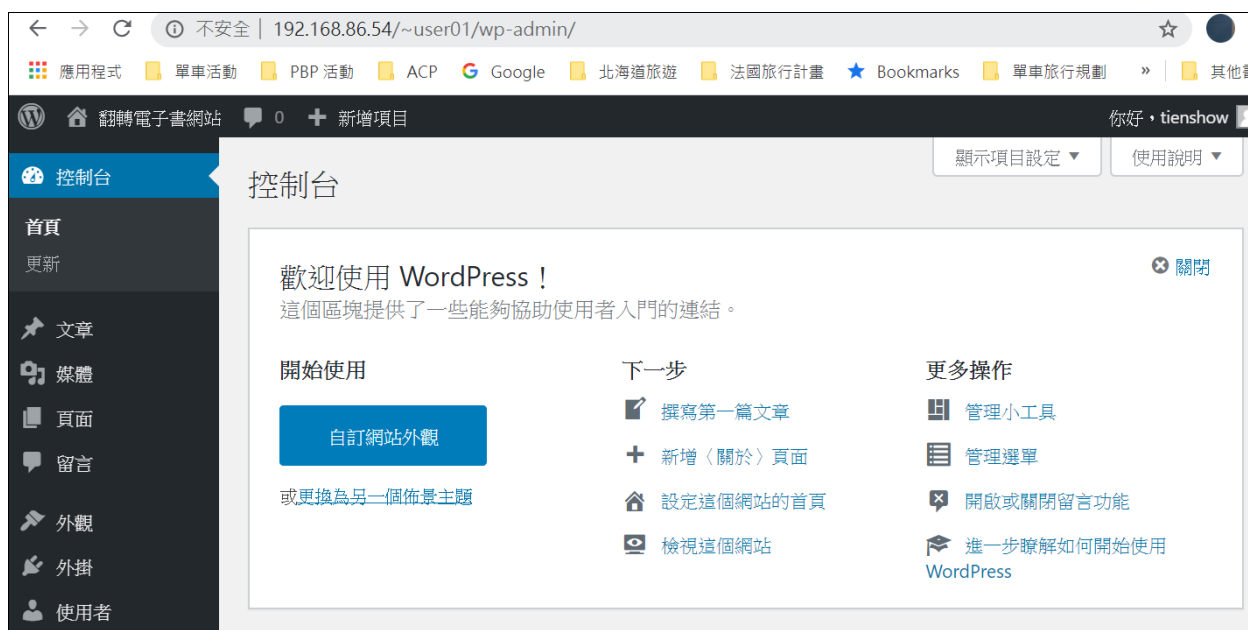 不安全 | 192.168.86.54/~user01/wp-admin/
應用程式 單車活動 PBP 活動 ACP G Google 北海道旅遊 法國旅行計畫 Bookmarks 單車旅行規劃 » 其他
翻轉電子書網站 0 新增項目 你好，tienshow
控制台
首頁
更新
文章
媒體
頁面
留言
外觀
外掛
使用者
顯示項目設定 ▼ 使用說明 ▼
控制台
歡迎使用 WordPress！
關閉
這個區塊提供了一些能夠協助使用者入門的連結。
開始使用
自訂網站外觀
或更換為另一個佈景主題
下一步
撰寫第一篇文章
新增〈關於〉頁面
設定這個網站的首頁
檢視這個網站
更多操作
管理小工具
管理選單
開啟或關閉留言功能
進一步瞭解如何開始使用
WordPress